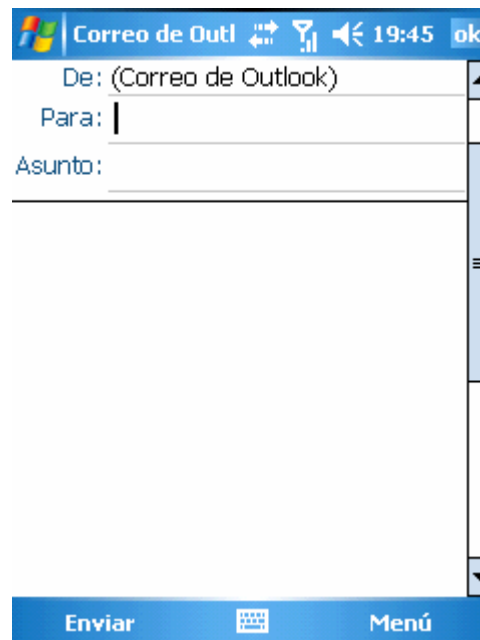 Correo de Outl 19:45 ok
De: (Correo de Outlook)
Para:
Asunto:
Enviar Menú